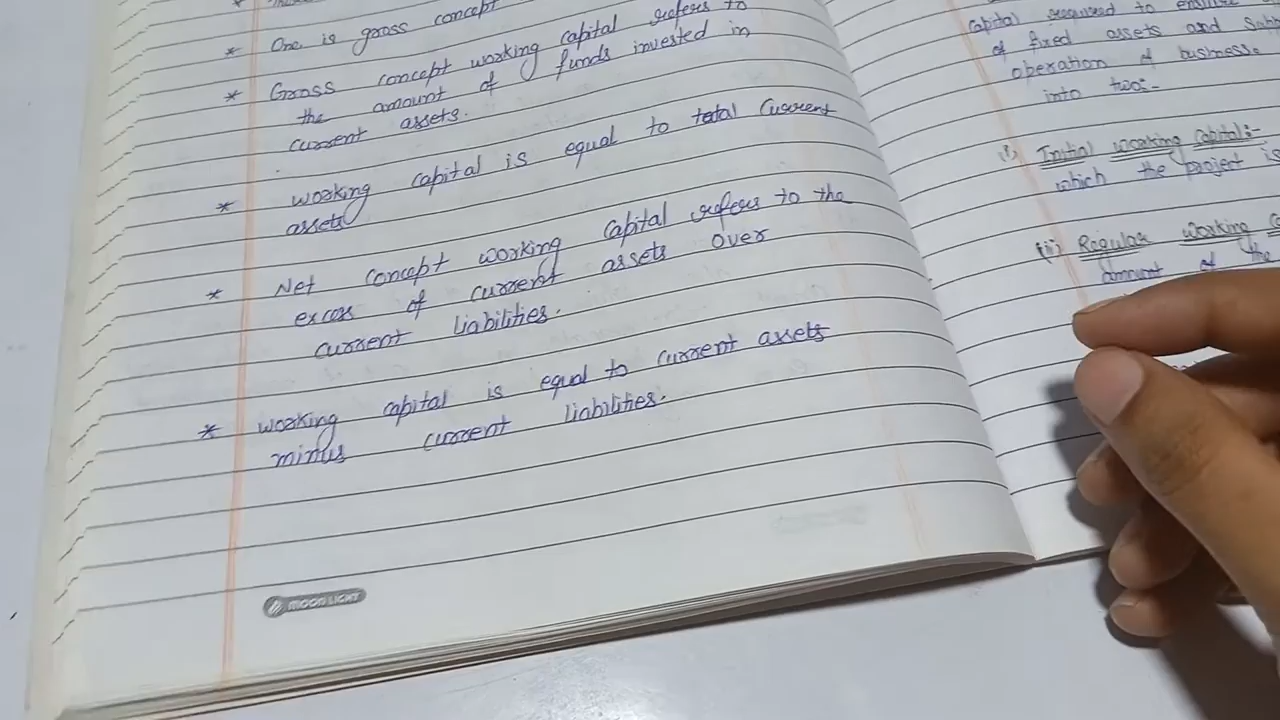 * One is gross concept
* Gross concept working capital refers to
the amount of funds invested in
current assets.
* working capital is equal to total Current
assets
* Net concept working capital refers to the
excess of current assets over
current liabilities.
* working capital is equal to current assets
minus current liabilities.
MOON LIGHT
capital required to
of fixed assets and
operation of business.
into two:-
(i) Initial working capital:-
which the project is
(ii) Regular working
amount of the